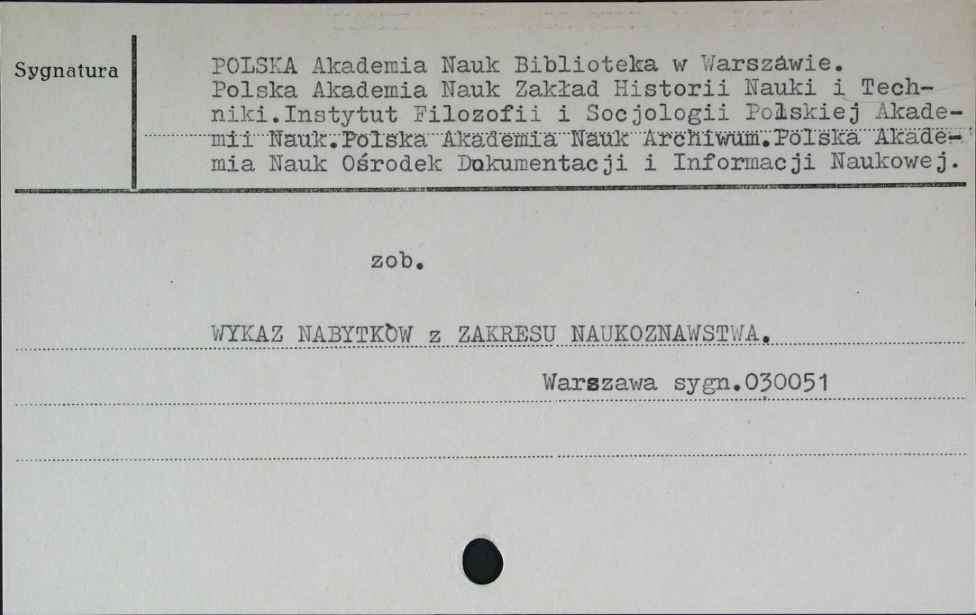 Sygnatura
POLSKA Akademia Nauk Biblioteka w Warszawie.
Polska Akademia Nauk Zakład Historii Nauki i Tech-
niki.Instytut Filozofii i Socjologii Polskiej Akade-
mii Nauk.Polska Akademia Nauk Archiwum.Polska Akade-
mia Nauk Ośrodek Dokumentacji i Informacji Naukowej.
zob.
WYKAZ NABYTKÓW z ZAKRESU NAUKOZNAWSTWA.
Warszawa sygn.030051